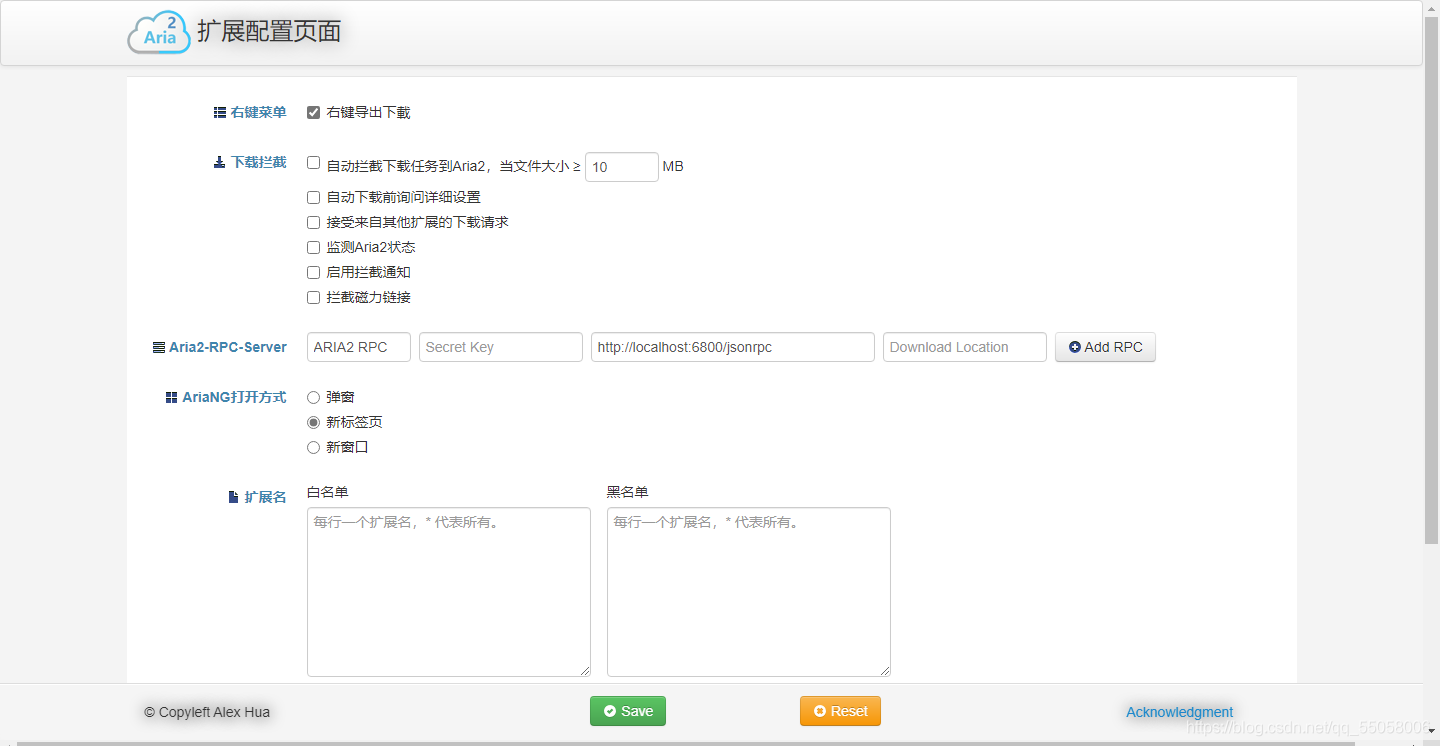 Aria2 扩展配置页面
右键菜单 右键导出下载
下载拦截 自动拦截下载任务到Aria2，当文件大小 ≥ 10 MB
自动下载前询问详细设置
接受来自其他扩展的下载请求
监测Aria2状态
启用拦截通知
拦截磁力链接
Aria2-RPC-Server ARIA2 RPC Secret Key http://localhost:6800/jsonrpc Download Location Add RPC
AriaNG打开方式 弹窗
新标签页
新窗口
扩展名 白名单 黑名单
每行一个扩展名，* 代表所有。 每行一个扩展名，* 代表所有。
© Copyleft Alex Hua Save Reset Acknowledgment
https://blog.csdn.net/qq_55058006